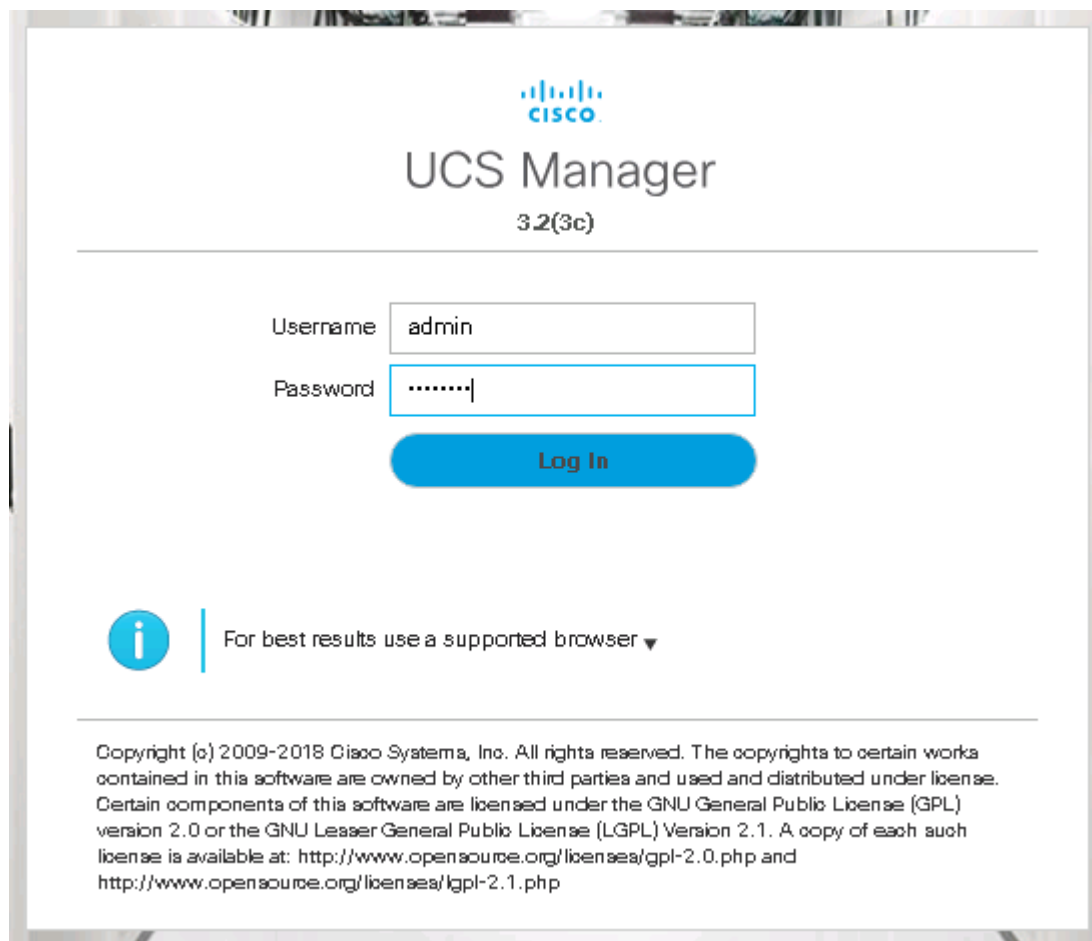 CISCO
UCS Manager
3.2(3c)
Username admin
Password ••••••••
Log In
i
For best results use a supported browser ▼
Copyright (c) 2009-2018 Cisco Systems, Inc. All rights reserved. The copyrights to certain works
contained in this software are owned by other third parties and used and distributed under license.
Certain components of this software are licensed under the GNU General Public License (GPL)
version 2.0 or the GNU Lesser General Public License (LGPL) Version 2.1. A copy of each such
license is available at: http://www.opensource.org/licenses/gpl-2.0.php and
http://www.opensource.org/licenses/lgpl-2.1.php